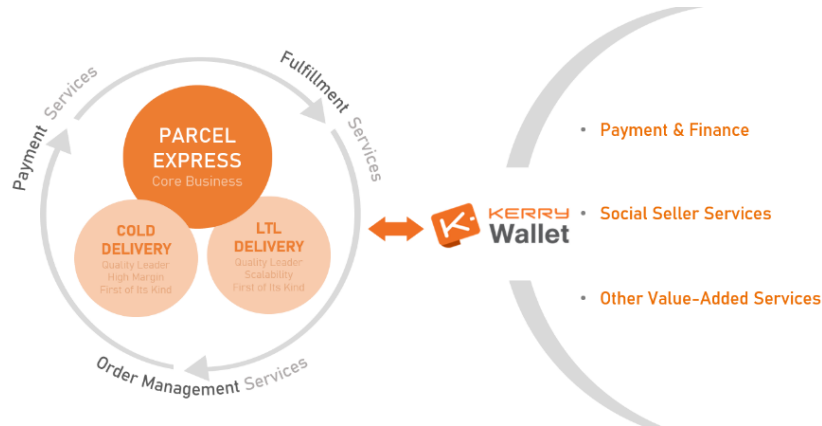 Payment Services
Fulfillment Services
PARCEL
EXPRESS
Core Business
COLD
DELIVERY
Quality Leader
High Margin
First of Its Kind
LTL
DELIVERY
Quality Leader
Scalability
First of Its Kind
Order Management Services
K
KERRY
Wallet
• Payment & Finance
• Social Seller Services
• Other Value-Added Services